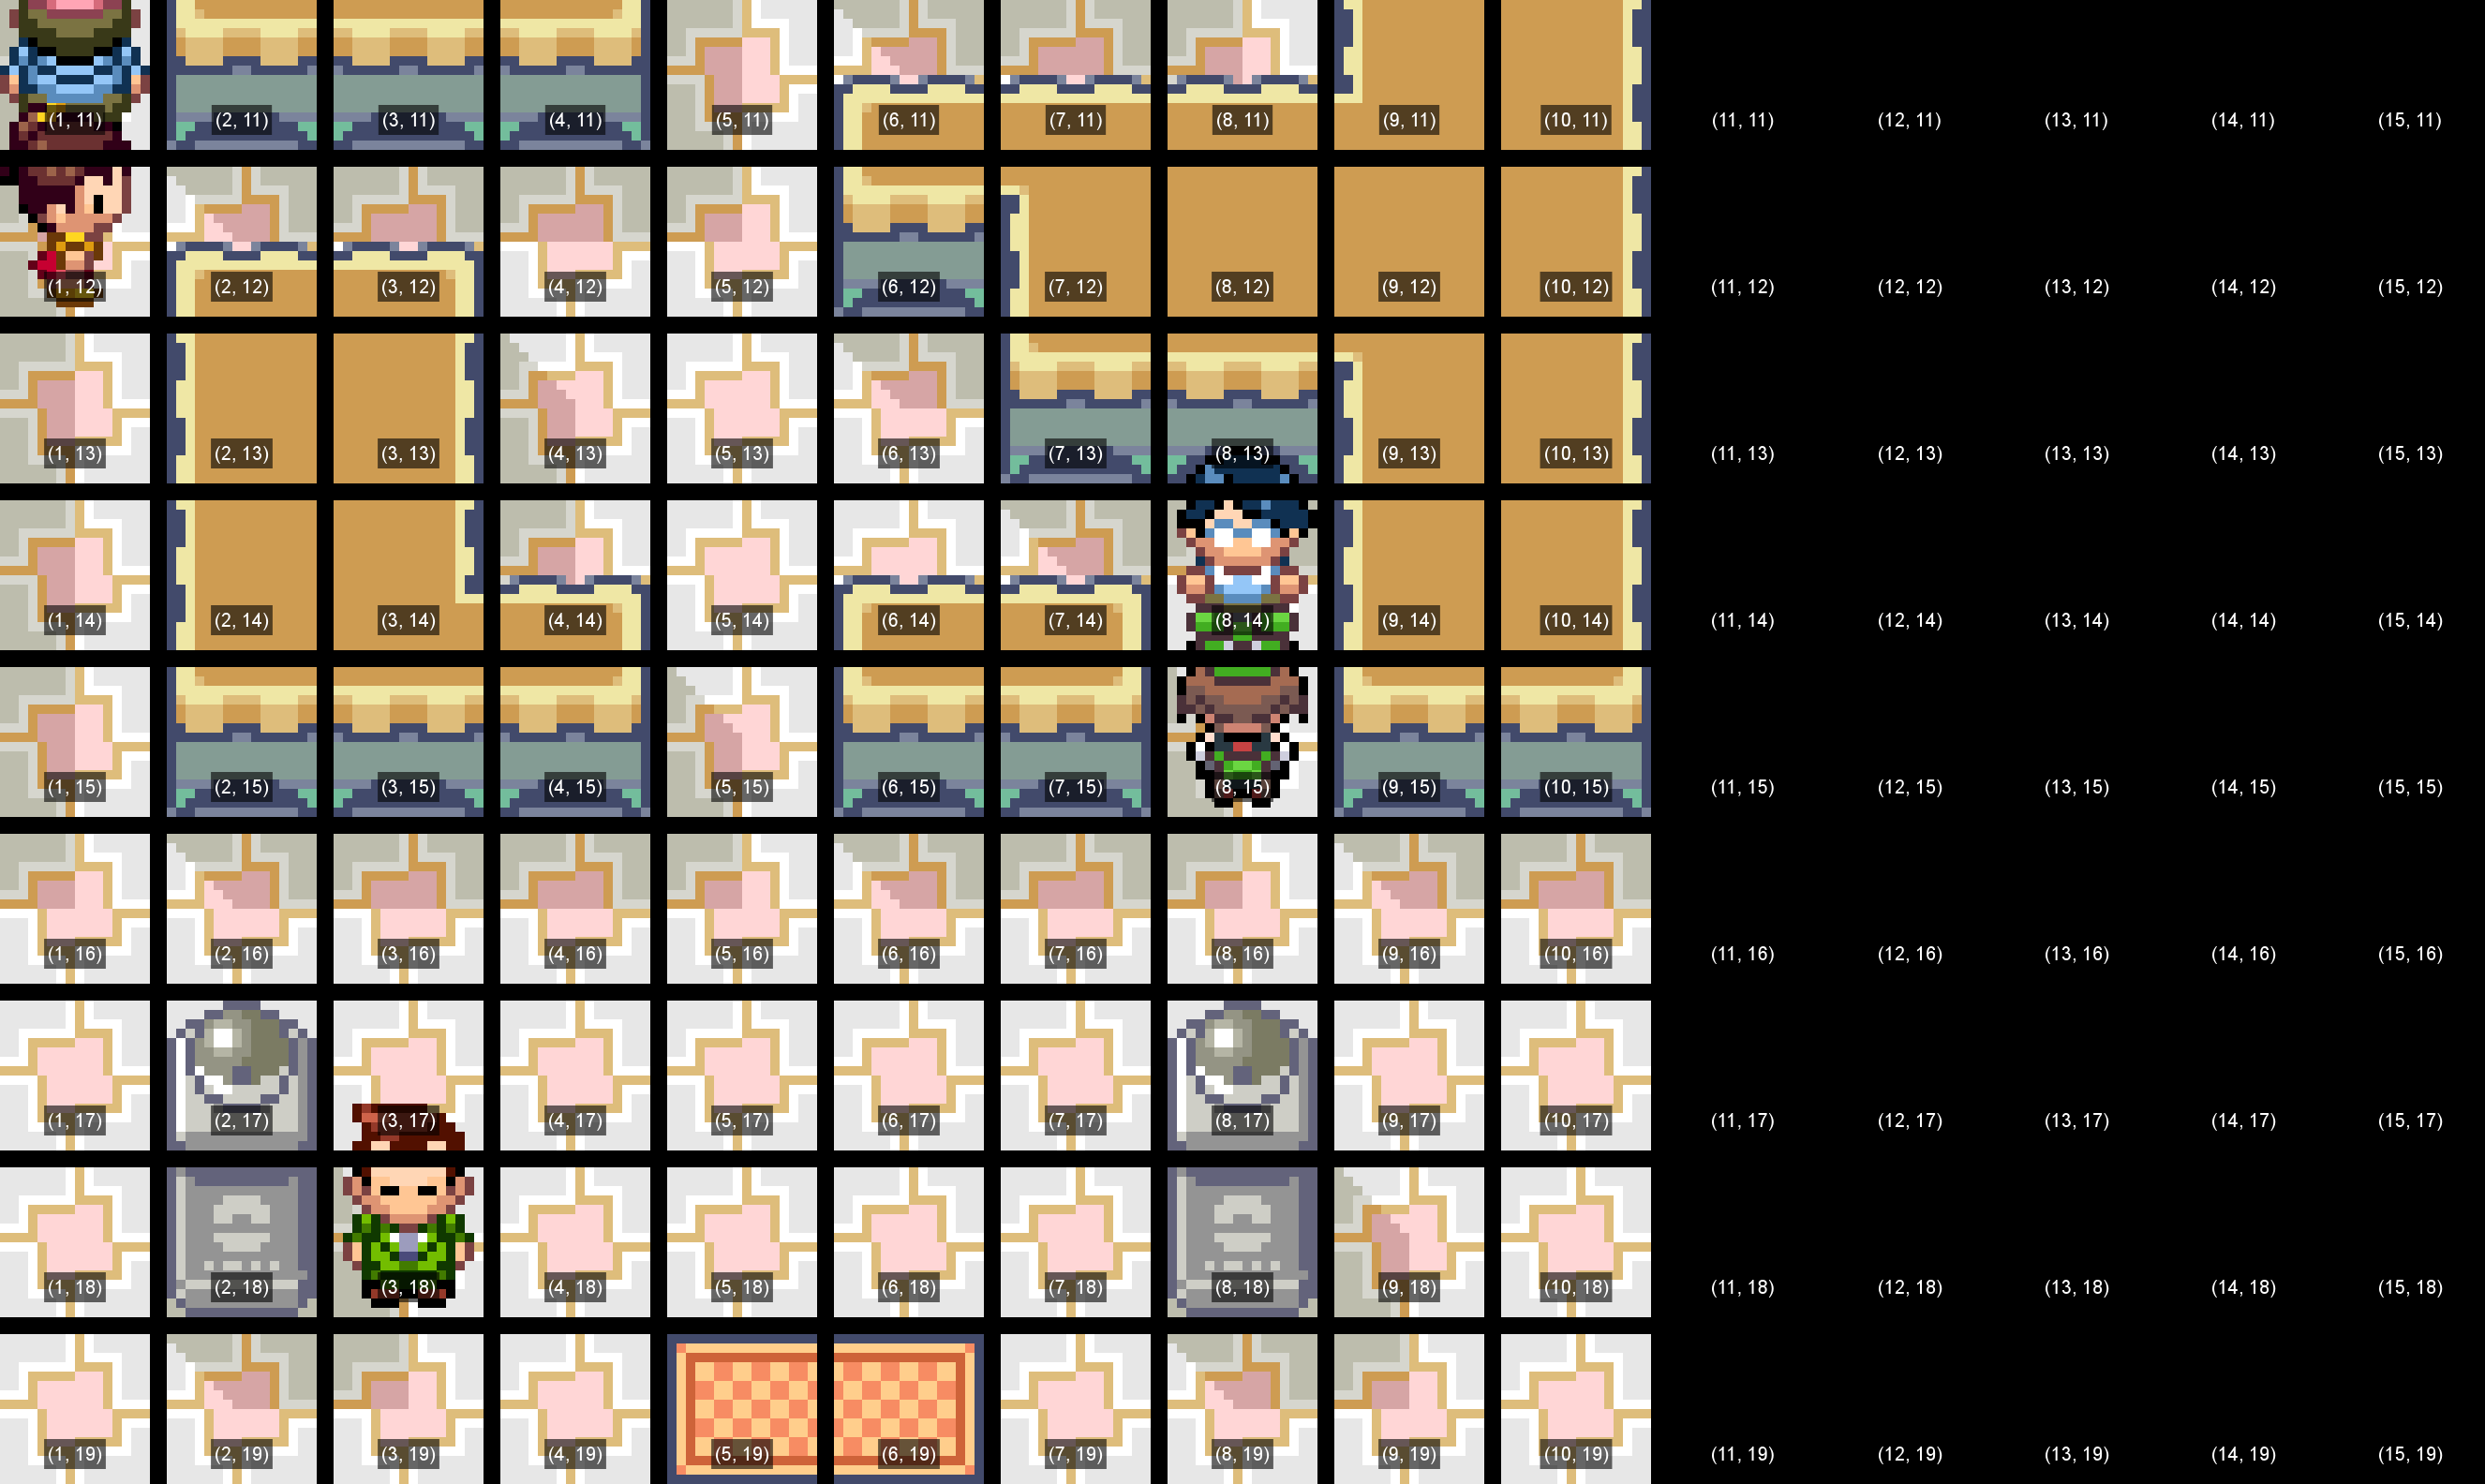 (1, 11) (2, 11) (3, 11) (4, 11) (5, 11) (6, 11) (7, 11) (8, 11) (9, 11) (10, 11) (11, 11) (12, 11) (13, 11) (14, 11) (15, 11)
(1, 12) (2, 12) (3, 12) (4, 12) (5, 12) (6, 12) (7, 12) (8, 12) (9, 12) (10, 12) (11, 12) (12, 12) (13, 12) (14, 12) (15, 12)
(1, 13) (2, 13) (3, 13) (4, 13) (5, 13) (6, 13) (7, 13) (8, 13) (9, 13) (10, 13) (11, 13) (12, 13) (13, 13) (14, 13) (15, 13)
(1, 14) (2, 14) (3, 14) (4, 14) (5, 14) (6, 14) (7, 14) (8, 14) (9, 14) (10, 14) (11, 14) (12, 14) (13, 14) (14, 14) (15, 14)
(1, 15) (2, 15) (3, 15) (4, 15) (5, 15) (6, 15) (7, 15) (8, 15) (9, 15) (10, 15) (11, 15) (12, 15) (13, 15) (14, 15) (15, 15)
(1, 16) (2, 16) (3, 16) (4, 16) (5, 16) (6, 16) (7, 16) (8, 16) (9, 16) (10, 16) (11, 16) (12, 16) (13, 16) (14, 16) (15, 16)
(1, 17) (2, 17) (3, 17) (4, 17) (5, 17) (6, 17) (7, 17) (8, 17) (9, 17) (10, 17) (11, 17) (12, 17) (13, 17) (14, 17) (15, 17)
(1, 18) (2, 18) (3, 18) (4, 18) (5, 18) (6, 18) (7, 18) (8, 18) (9, 18) (10, 18) (11, 18) (12, 18) (13, 18) (14, 18) (15, 18)
(1, 19) (2, 19) (3, 19) (4, 19) (5, 19) (6, 19) (7, 19) (8, 19) (9, 19) (10, 19) (11, 19) (12, 19) (13, 19) (14, 19) (15, 19)